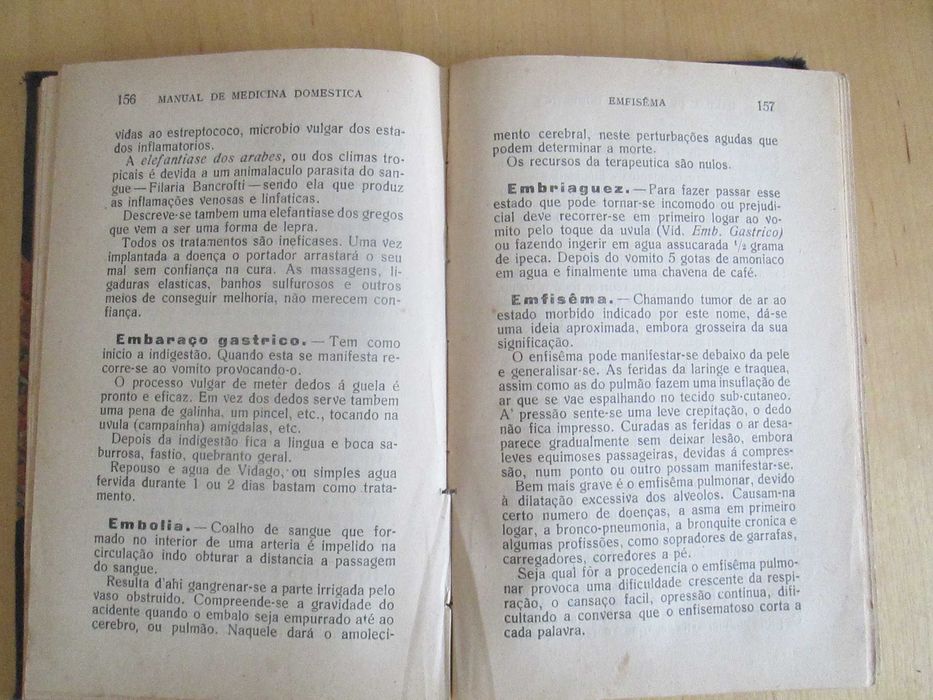 156 MANUAL DE MEDICINA DOMESTICA
vidas ao estreptococo, microbio vulgar dos esta-
dos inflamatorios.
A elefantiase dos arabes, ou dos climas tro-
picais é devida a um animalaculo parasita do san-
gue—Filaria Bancrofti—sendo ela que produz
as inflamações venosas e linfaticas.
Descreve-se tambem uma elefantiase dos gregos
que vem a ser uma forma de lepra.
Todos os tratamentos são ineficases. Uma vez
implantada a doença o portador arrastará o seu
mal sem confiança na cura. As massagens, li-
gaduras elasticas, banhos sulfurosos e outros
meios de conseguir melhoria, não merecem con-
fiança.
Embaraço gastrico.—Tem como
inicio a indigestão. Quando esta se manifesta re-
corre-se ao vomito provocando-o.
O processo vulgar de meter dedos á guela é
pronto e eficaz. Em vez dos dedos serve tambem
uma pena de galinha, um pincel, etc., tocando na
uvula (campaínha) amígdalas, etc.
Depois da indigestão fica a lingua e boca sa-
burrosa, fastio, quebranto geral.
Repouso e agua de Vidago, ou simples agua
fervida durante 1 ou 2 dias bastam como trata-
mento.
Embolia.—Coalho de sangue que for-
mado no interior de uma arteria é impelido na
circulação indo obturar a distancia a passagem
do sangue.
Resulta d'ahi gangrenar-se a parte irrigada pelo
vaso obstruido. Compreende-se a gravidade do
acidente quando o embalo seja empurrado até ao
cerebro, ou pulmão. Naquele dará o amoleci-
EMFISÊMA 157
mento cerebral, neste perturbações agudas que
podem determinar a morte.
Os recursos da terapeutica são nulos.
Embriaguez.—Para fazer passar esse
estado que pode tornar-se incomodo ou prejudi-
cial deve recorrer-se em primeiro logar ao vo-
mito pelo toque da uvula (Vid. Emb. Gastrico)
ou fazendo ingerir em agua assucarada ½ grama
de ipeca. Depois do vomito 5 gotas de amoniaco
em agua e finalmente uma chavena de café.
Emfisêma.—Chamando tumor de ar ao
estado morbido indicado por este nome, dá-se
uma ideia aproximada, embora grosseira da sua
significação.
O enfisêma pode manifestar-se debaixo da pele
e generalisar-se. As feridas da laringe e traquea,
assim como as do pulmão fazem uma insuflação de
ar que se vae espalhando no tecido sub-cutaneo.
A' pressão sente-se uma leve crepitação, o dedo
não fica impresso. Curadas as feridas o ar desa-
parece gradualmente sem deixar lesão, embora
leves equimoses passageiras, devidas á compres-
são, num ponto ou outro possam manifestar-se.
Bem mais grave é o emfisêma pulmonar, devido
à dilatação excessiva dos alveolos. Causam-na
certo numero de doenças, a asma em primeiro
logar, a bronco-pneumonia, a bronquite cronica e
algumas profissões, como sopradores de garrafas,
carregadores, corredores a pé.
Seja qual fôr a procedencia o emfisêma pulmo-
nar provoca uma dificuldade crescente da respi-
ração, o cansaço facil, opressão continua, difi-
cultando a conversa que o enfisematoso corta a
cada palavra.